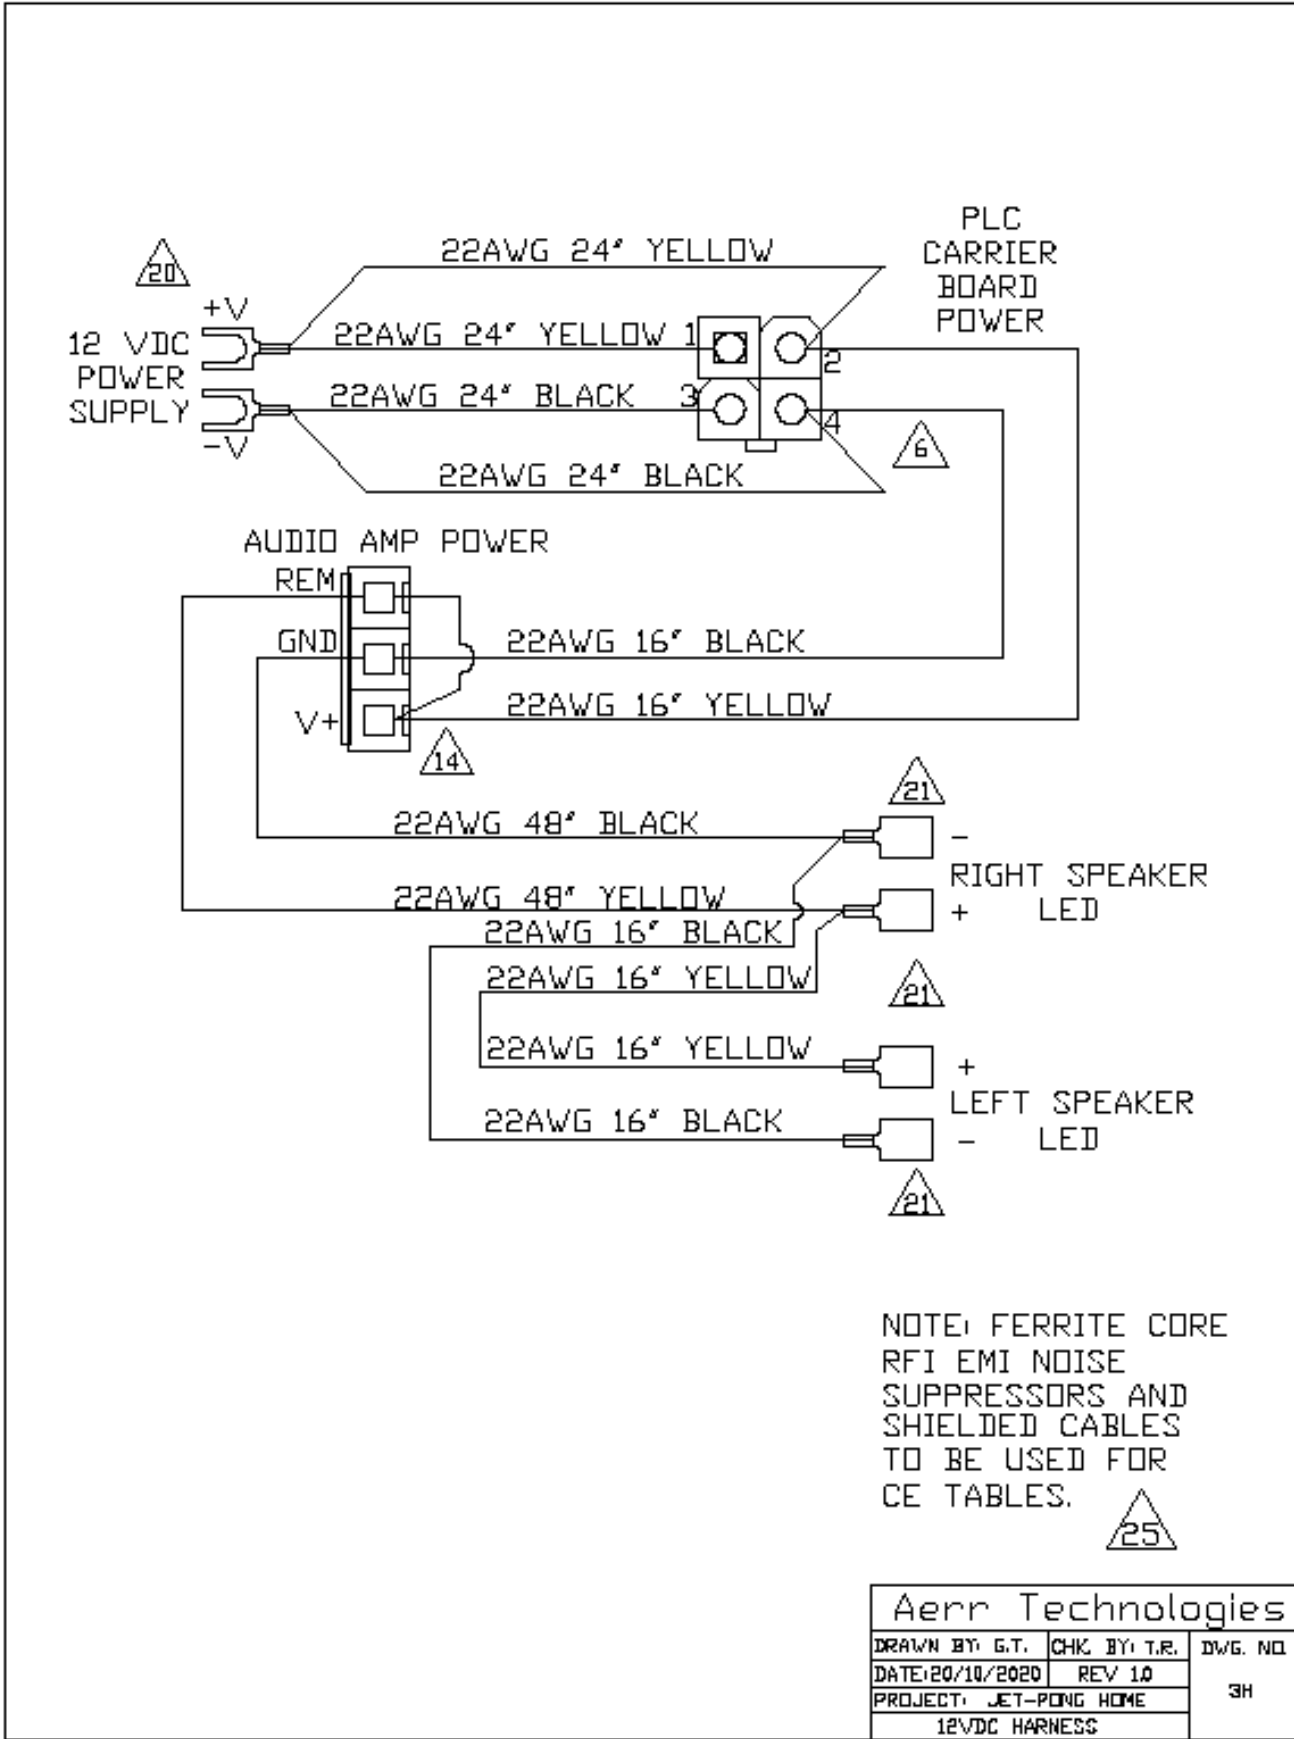 PLC
CARRIER
BOARD
POWER
22AWG 24" YELLOW
20
+V
12 VDC
POWER
SUPPLY
-V
22AWG 24" YELLOW 1
2
22AWG 24" BLACK 3
4
6
22AWG 24" BLACK
AUDIO AMP POWER
REM
GND
22AWG 16" BLACK
V+
22AWG 16" YELLOW
14
21
22AWG 48" BLACK
-
RIGHT SPEAKER
LED
22AWG 48" YELLOW
+
22AWG 16" BLACK
22AWG 16" YELLOW
21
22AWG 16" YELLOW
+
LEFT SPEAKER
LED
22AWG 16" BLACK
-
21
NOTE: FERRITE CORE
RFI EMI NOISE
SUPPRESSORS AND
SHIELDED CABLES
TO BE USED FOR
CE TABLES.
25
Aerr Technologies
DRAWN BY: G.T. CHK. BY: T.R. DWG. NO.
DATE:20/10/2020 REV 1.0
3H
PROJECT: JET-PONG HOME
12VDC HARNESS